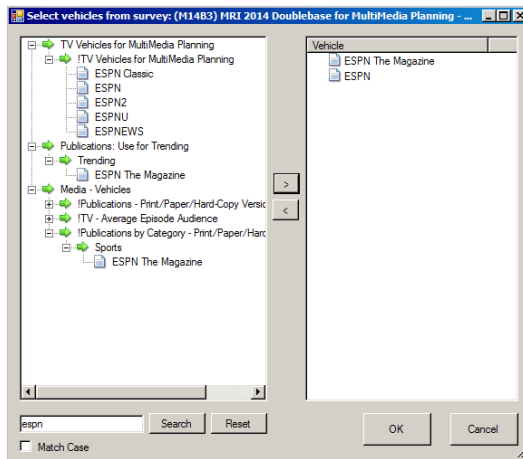 Select vehicles from survey: (M14B3) MRI 2014 Doublebase for MultiMedia Planning - ...
TV Vehicles for MultiMedia Planning
!TV Vehicles for MultiMedia Planning
ESPN Classic
ESPN
ESPN2
ESPNU
ESPNEWS
Publications: Use for Trending
Trending
ESPN The Magazine
Media - Vehicles
!Publications - Print/Paper/Hard-Copy Versic
!TV - Average Episode Audience
!Publications by Category - Print/Paper/Harc
Sports
ESPN The Magazine
>
<
Vehicle
ESPN The Magazine
ESPN
espn
Search
Reset
OK
Cancel
Match Case